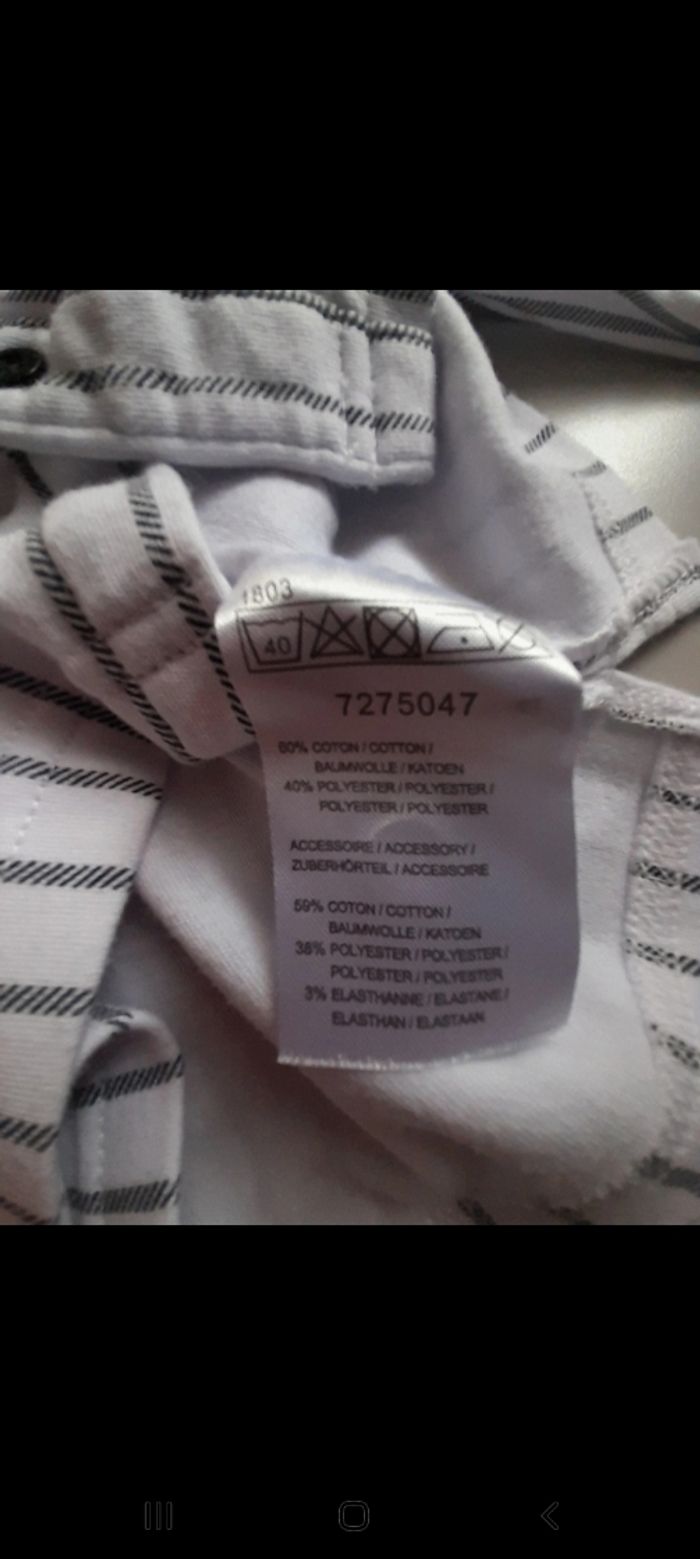 1803
40
7275047
60% COTON / COTTON /
BAUMWOLLE / KATOEN
40% POLYESTER / POLYESTER /
POLYESTER / POLYESTER
ACCESSOIRE / ACCESSORY /
ZUBERHÖRTEIL / ACCESSOIRE
59% COTON / COTTON /
BAUMWOLLE / KATOEN
38% POLYESTER / POLYESTER /
POLYESTER / POLYESTER
3% ELASTHANNE / ELASTANE /
ELASTHAN / ELASTAAN